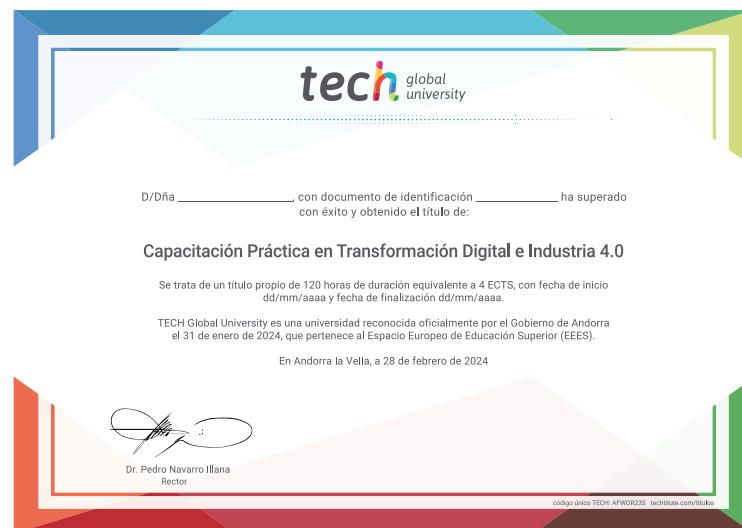 tech global university
D/Dña ____________________, con documento de identificación ______________ ha superado
con éxito y obtenido el título de:
Capacitación Práctica en Transformación Digital e Industria 4.0
Se trata de un título propio de 120 horas de duración equivalente a 4 ECTS, con fecha de inicio
dd/mm/aaaa y fecha de finalización dd/mm/aaaa.
TECH Global University es una universidad reconocida oficialmente por el Gobierno de Andorra
el 31 de enero de 2024, que pertenece al Espacio Europeo de Educación Superior (EEES).
En Andorra la Vella, a 28 de febrero de 2024
Dr. Pedro Navarro Illana
Rector
código único TECH: AFWOR23S techtitute.com/titulos